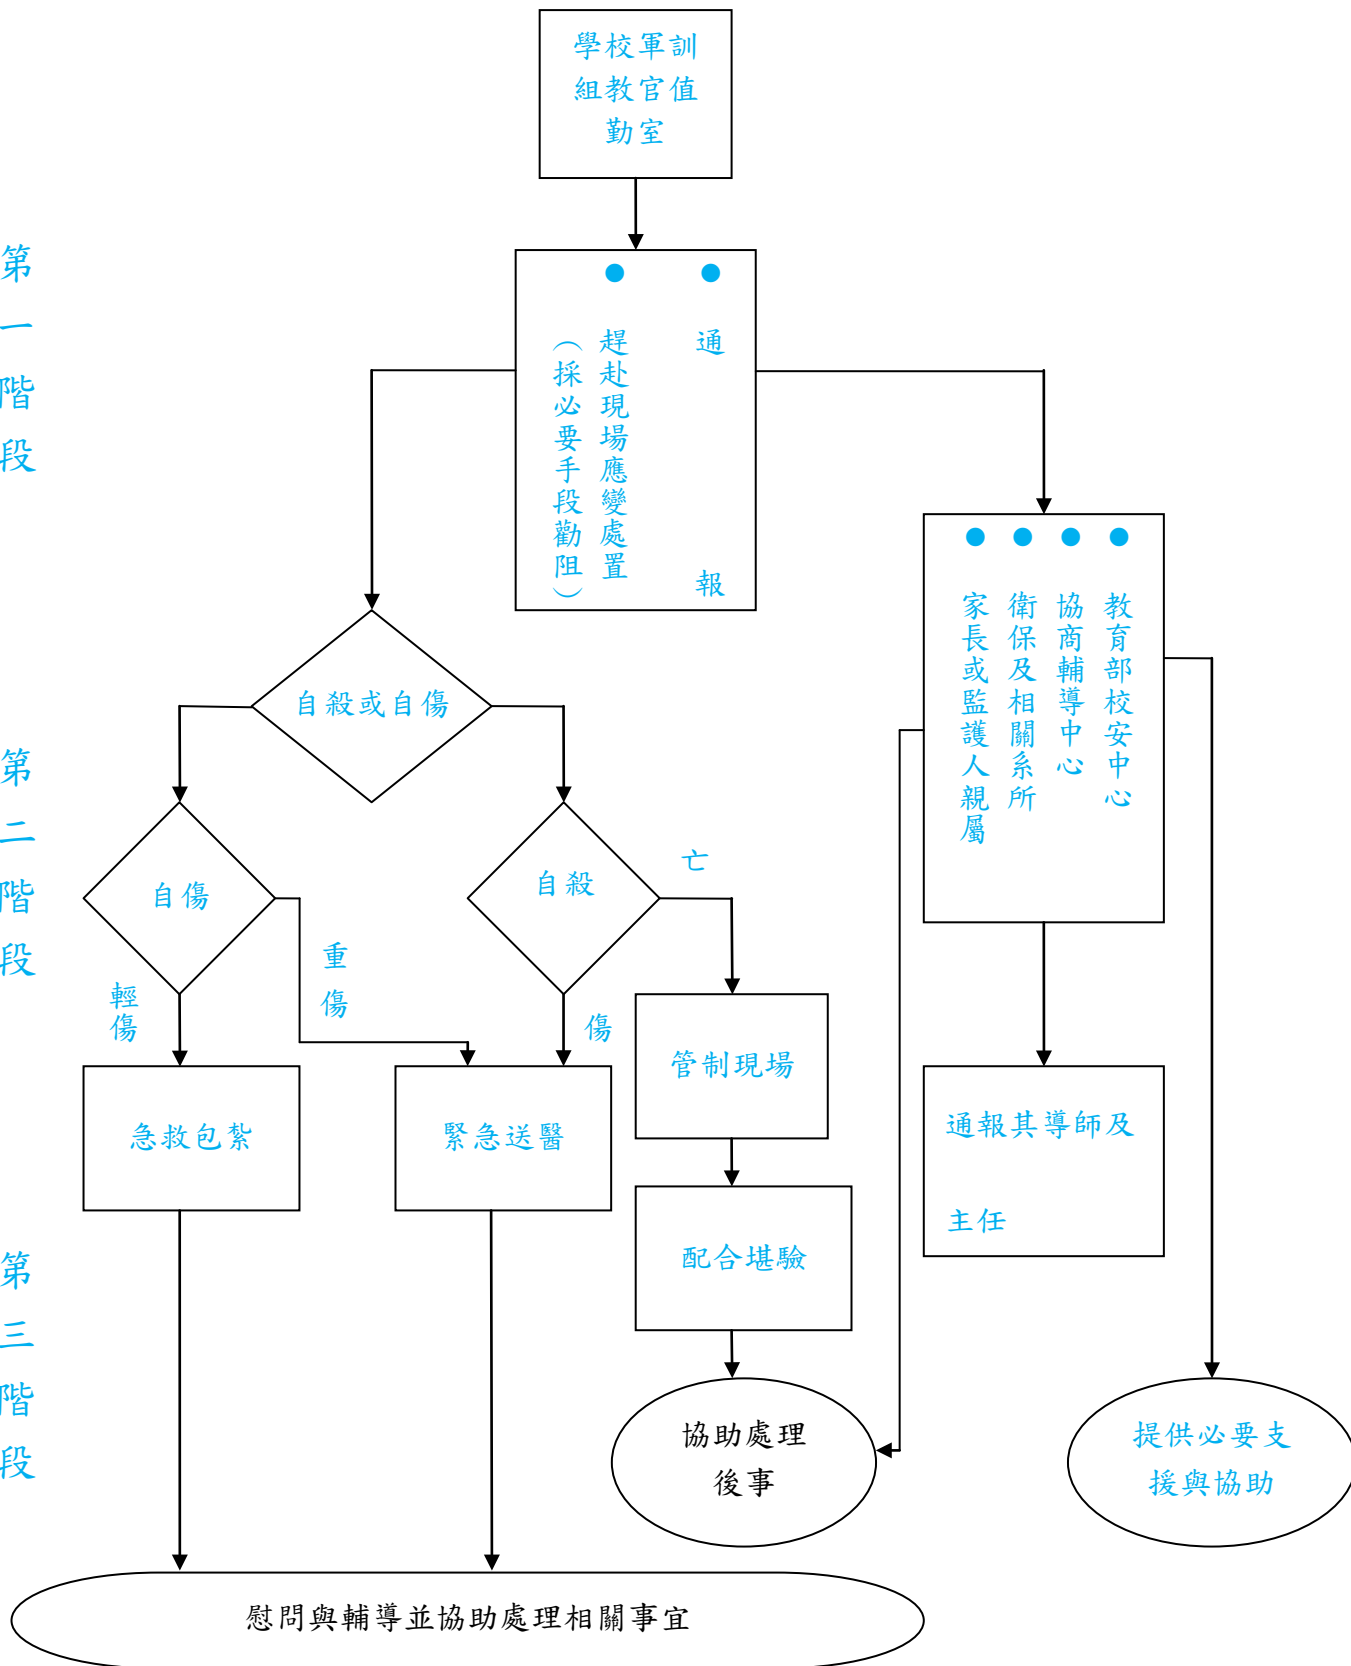 學校軍訓
組教官值
勤室
第一階段
通報
趕赴現場應變處置
（採必要手段勸阻）
教育部校安中心
協商輔導中心
衛保及相關系所
家長或監護人親屬
自殺或自傷
第二階段
自傷
自殺
亡
重傷
輕傷
傷
管制現場
急救包紮
緊急送醫
通報其導師及
主任
配合堪驗
第三階段
協助處理
後事
提供必要支
援與協助
慰問與輔導並協助處理相關事宜